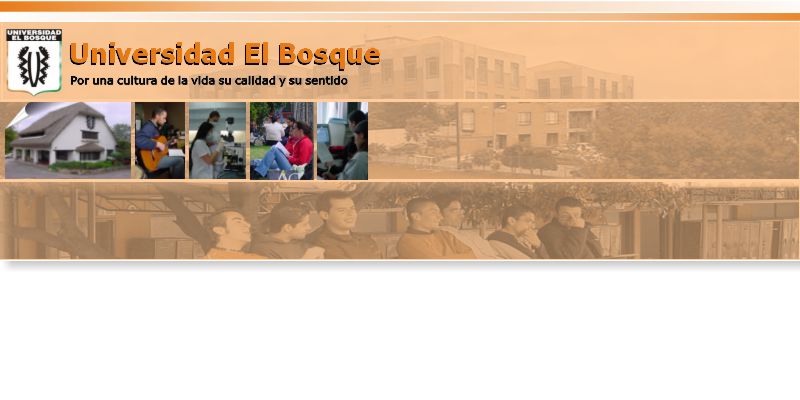 UNIVERSIDAD
EL BOSQUE
Universidad El Bosque
Por una cultura de la vida su calidad y su sentido